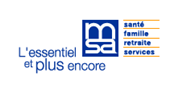 L'essentiel
et plus encore
msa
santé
famille
retraite
services